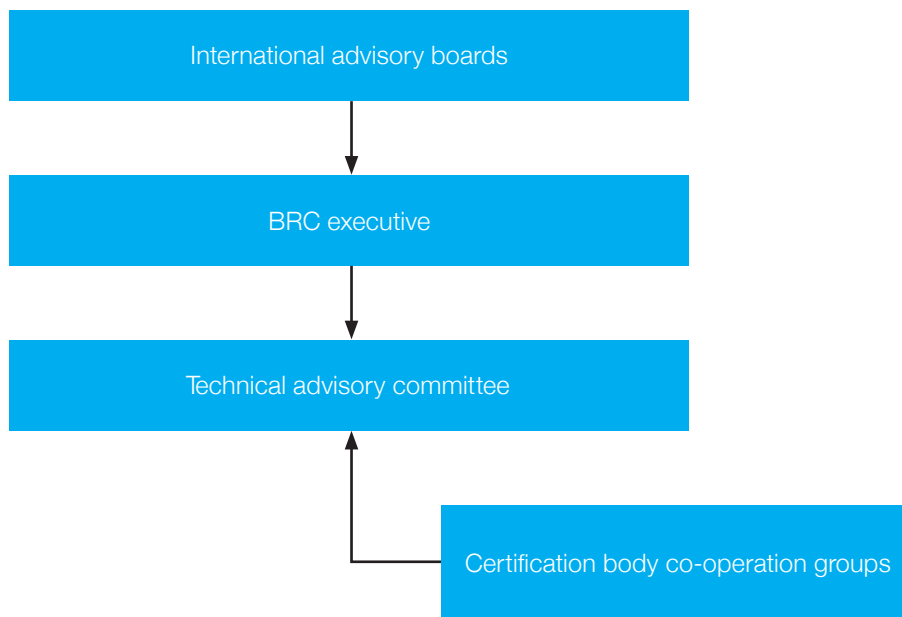 International advisory boards
BRC executive
Technical advisory committee
Certification body co-operation groups